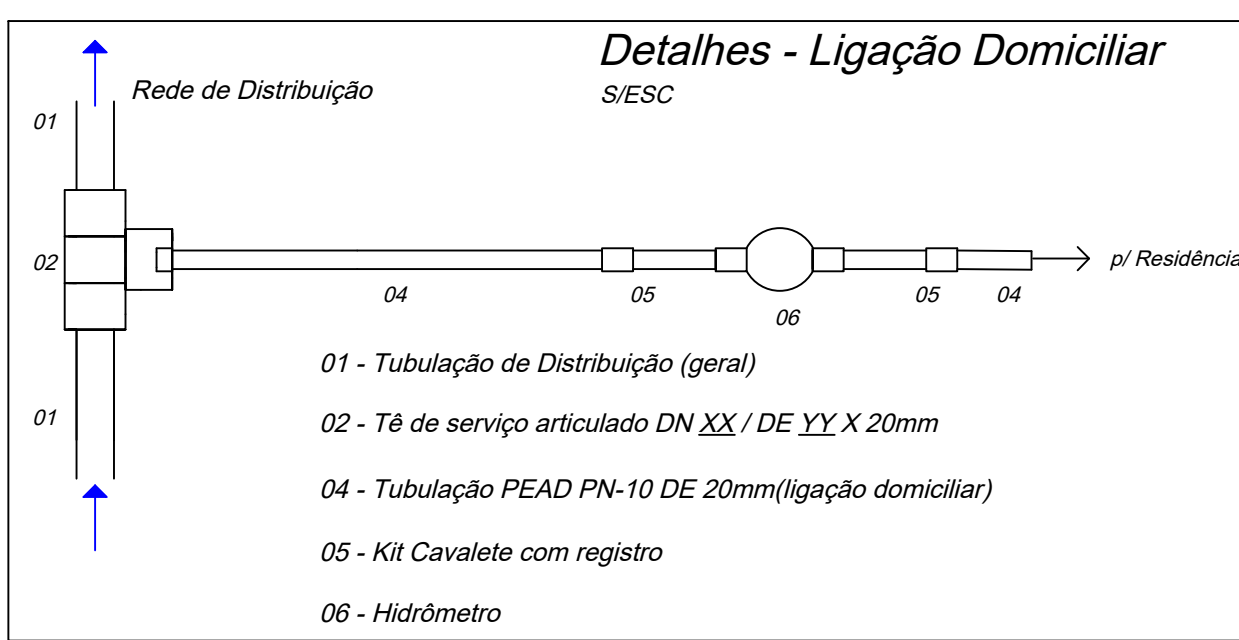 Detalhes - Ligação Domiciliar
S/ESC
Rede de Distribuição
01
02
p/ Residência
04
05
05
04
06
01
01 - Tubulação de Distribuição (geral)
02 - Tê de serviço articulado DN XX / DE YY X 20mm
04 - Tubulação PEAD PN-10 DE 20mm(ligação domiciliar)
05 - Kit Cavalete com registro
06 - Hidrômetro